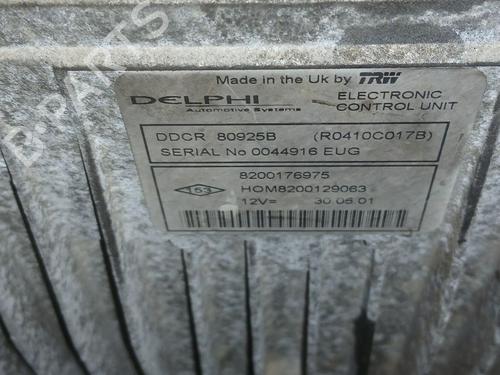 B-PARTS
Made in the Uk by TRW
DELPHI
Automotive Systems
ELECTRONIC
CONTROL UNIT
DDCR 80925B (R0410C017B)
SERIAL No 0044916 EUG
8200176975
153
HOM8200129063
12V= 30.05.01